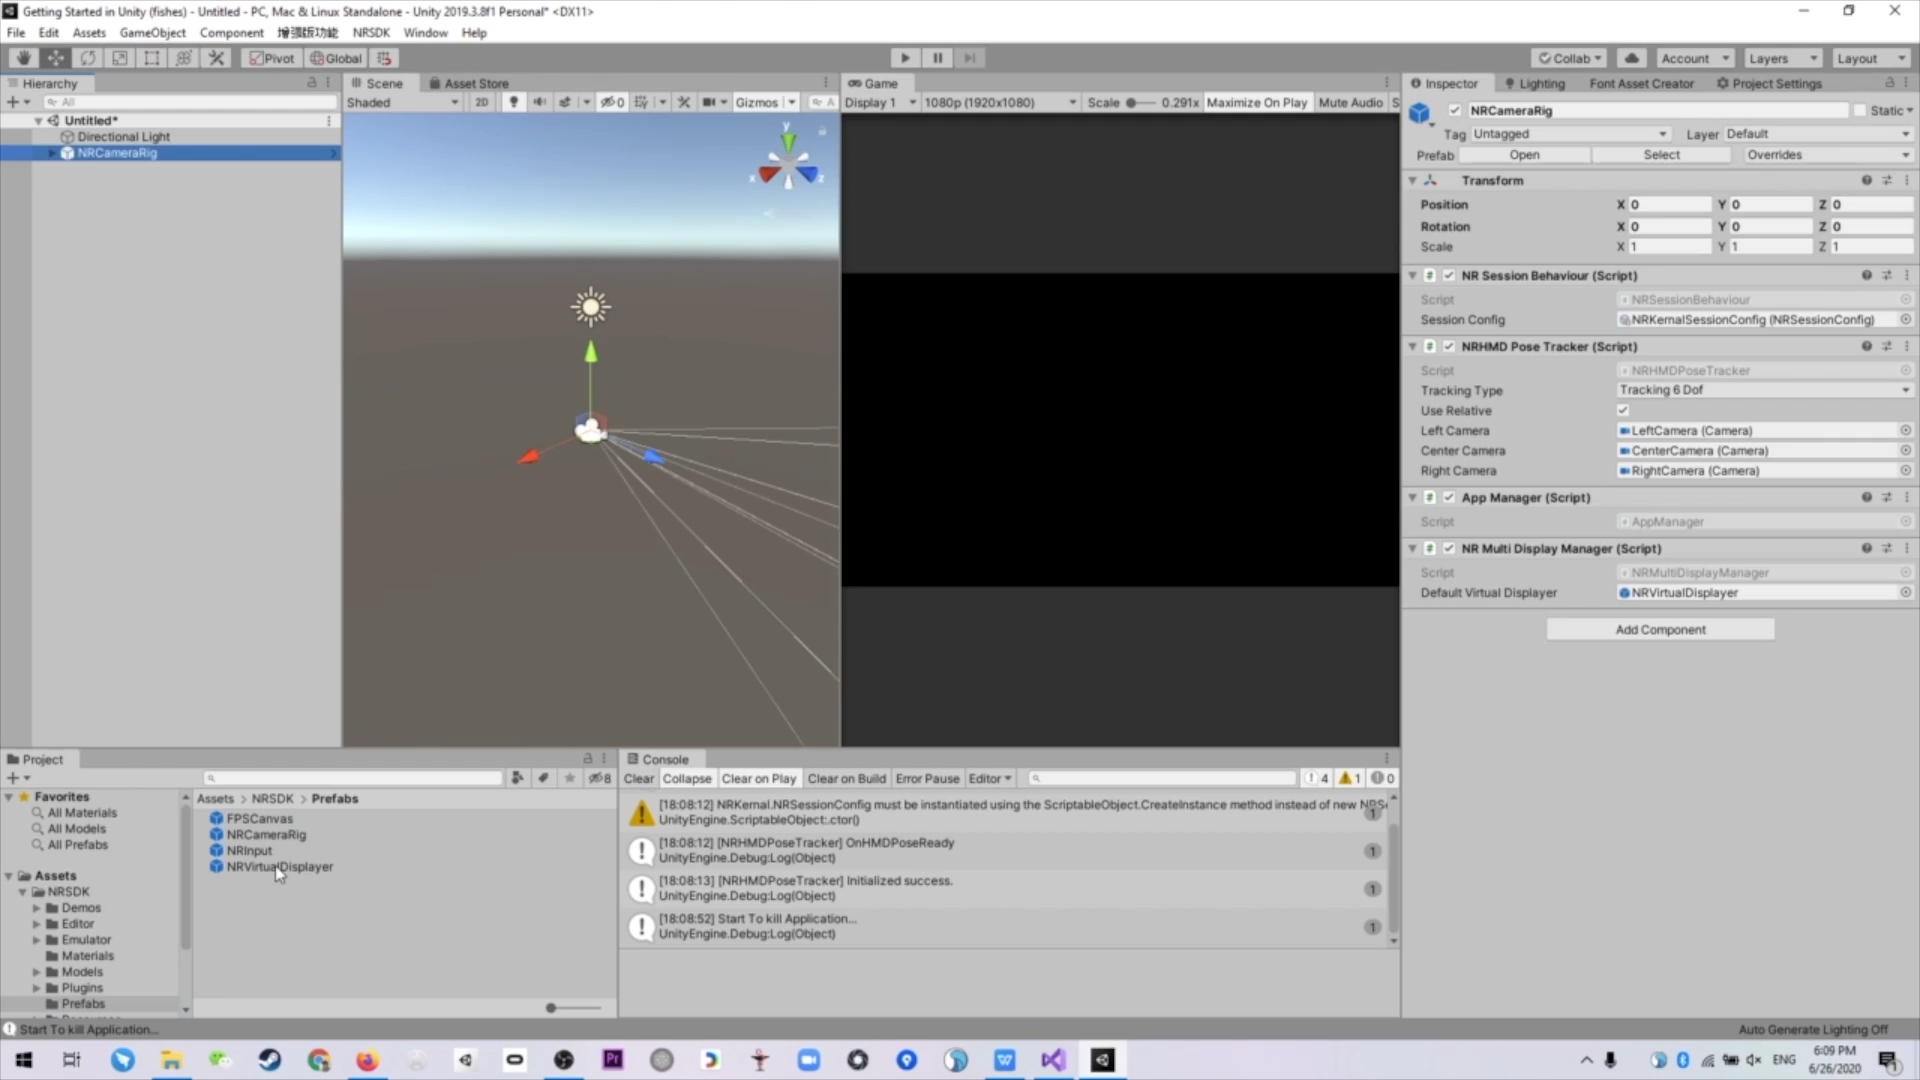 Getting Started in Unity (fishes) - Untitled - PC, Mac & Linux Standalone - Unity 2019.3.8f1 Personal* <DX11>
File Edit Assets GameObject Component 增強版功能 NRSDK Window Help
Pivot Global Collab Account Layers Layout
Hierarchy
All
Untitled*
Directional Light
NRCameraRig
Scene Asset Store
Shaded 2D 0 Gizmos A
Game
Display 1 1080p (1920x1080) Scale 0.291x Maximize On Play Mute Audio S
y
x z
Inspector Lighting Font Asset Creator Project Settings
NRCameraRig Static
Tag Untagged Layer Default
Prefab Open Select Overrides
Transform
Position X 0 Y 0 Z 0
Rotation X 0 Y 0 Z 0
Scale X 1 Y 1 Z 1
NR Session Behaviour (Script)
Script NRSessionBehaviour
Session Config NRKernalSessionConfig (NRSessionConfig)
NRHMD Pose Tracker (Script)
Script NRHMDPoseTracker
Tracking Type Tracking 6 Dof
Use Relative
Left Camera LeftCamera (Camera)
Center Camera CenterCamera (Camera)
Right Camera RightCamera (Camera)
App Manager (Script)
Script AppManager
NR Multi Display Manager (Script)
Script NRMultiDisplayManager
Default Virtual Displayer NRVirtualDisplayer
Add Component
Project
8
Favorites
All Materials
All Models
All Prefabs
Assets
NRSDK
Demos
Editor
Emulator
Materials
Models
Plugins
Prefabs
Assets > NRSDK > Prefabs
FPSCanvas
NRCameraRig
NRInput
NRVirtualDisplayer
Console
Clear Collapse Clear on Play Clear on Build Error Pause Editor 4 1 0
[18:08:12] NRKernal.NRSessionConfig must be instantiated using the ScriptableObject.CreateInstance method instead of new NRS
UnityEngine.ScriptableObject:.ctor()
1
[18:08:12] [NRHMDPoseTracker] OnHMDPoseReady
UnityEngine.Debug:Log(Object)
1
[18:08:13] [NRHMDPoseTracker] Initialized success.
UnityEngine.Debug:Log(Object)
1
[18:08:52] Start To kill Application...
UnityEngine.Debug:Log(Object)
1
Start To kill Application...
Auto Generate Lighting Off
Pr
W
ENG
6:09 PM
6/26/2020
1